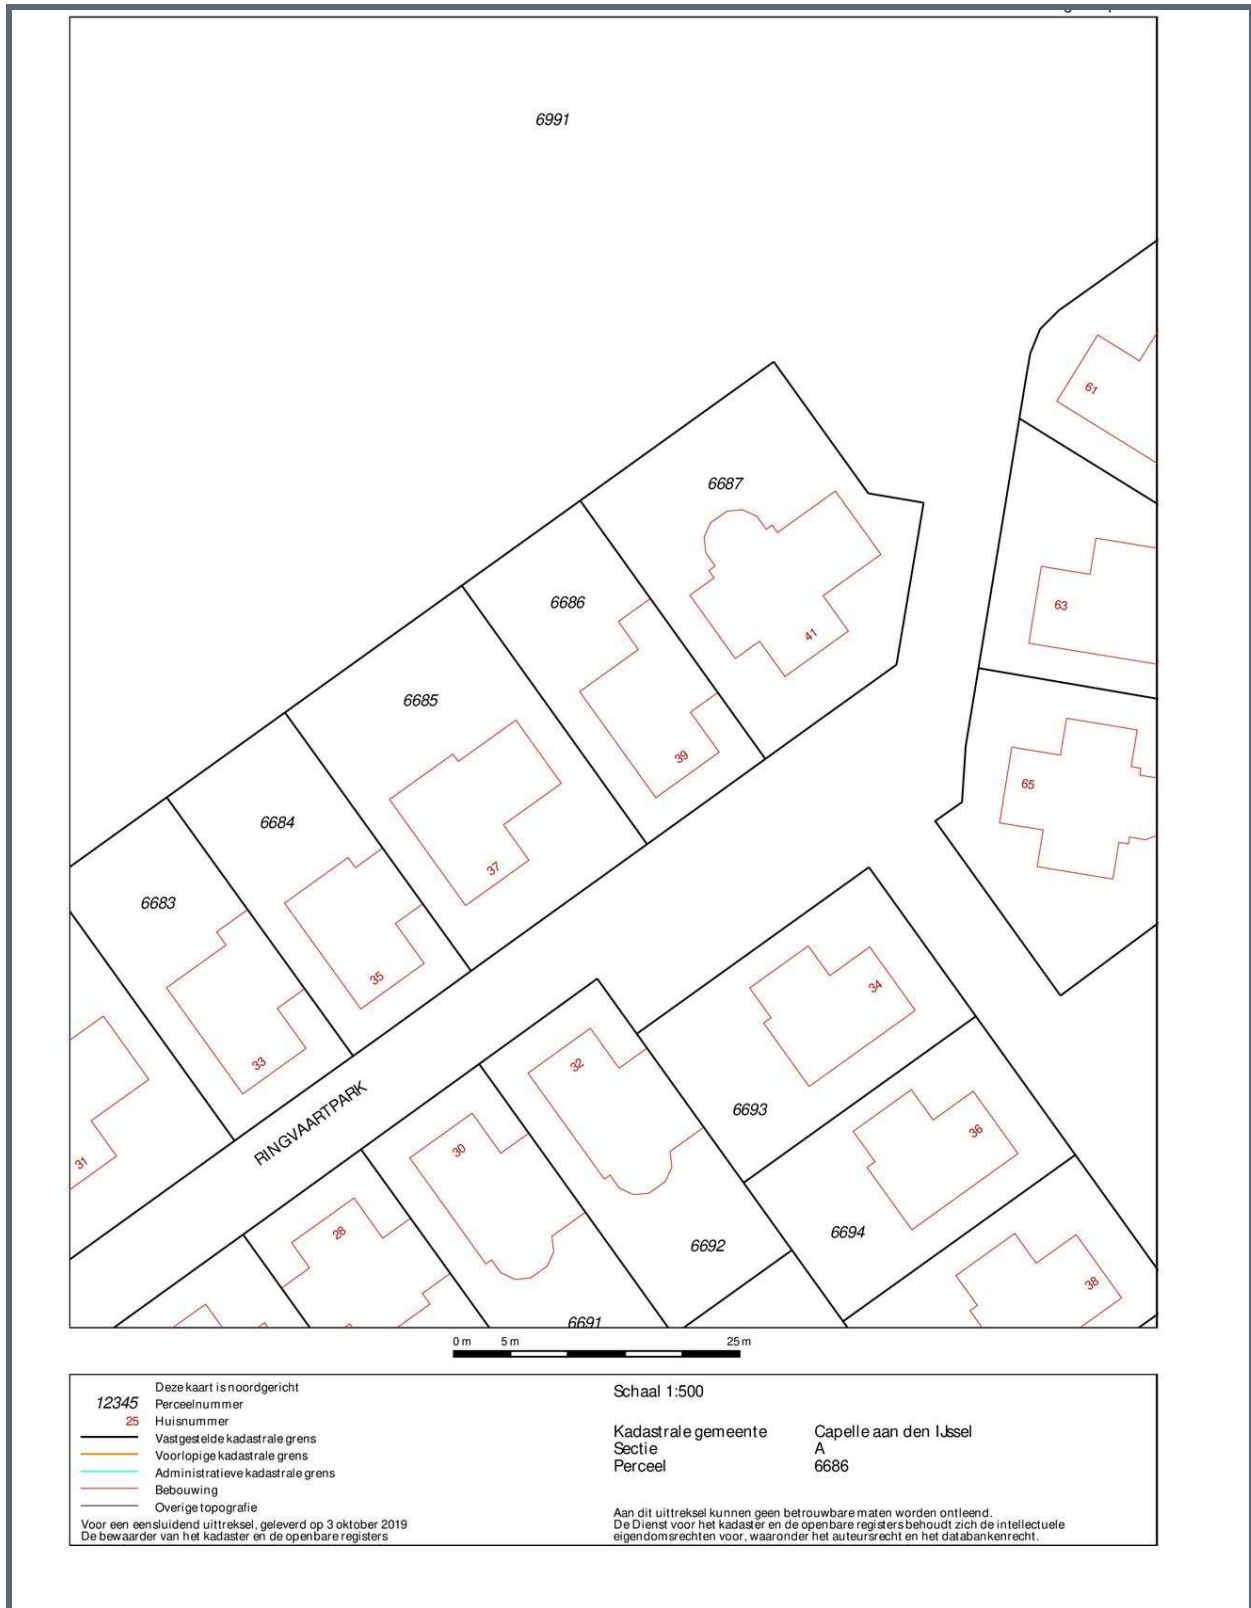 6991
61
6687
63
6686
41
6685
39
65
6684
37
6683
35
34
33
32
RINGVAARTPARK
6693
36
31
30
28
6692
6694
38
6691
0 m 5 m 25 m
Deze kaart is noordgericht
12345 Perceelnummer
25 Huisnummer
Vastgestelde kadastrale grens
Voorlopige kadastrale grens
Administratieve kadastrale grens
Bebouwing
Overige topografie
Voor een eensluidend uittreksel, geleverd op 3 oktober 2019
De bewaarder van het kadaster en de openbare registers
Schaal 1:500
Kadastrale gemeente Capelle aan den IJssel
Sectie A
Perceel 6686
Aan dit uittreksel kunnen geen betrouwbare maten worden ontleend.
De Dienst voor het kadaster en de openbare registers behoudt zich de intellectuele
eigendomsrechten voor, waaronder het auteursrecht en het databankenrecht.